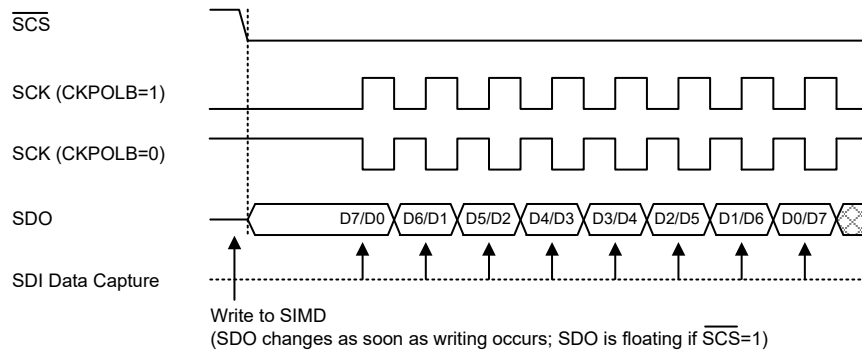 SCS
SCK (CKPOLB=1)
SCK (CKPOLB=0)
SDO
D7/D0 D6/D1 D5/D2 D4/D3 D3/D4 D2/D5 D1/D6 D0/D7
SDI Data Capture
Write to SIMD
(SDO changes as soon as writing occurs; SDO is floating if SCS=1)